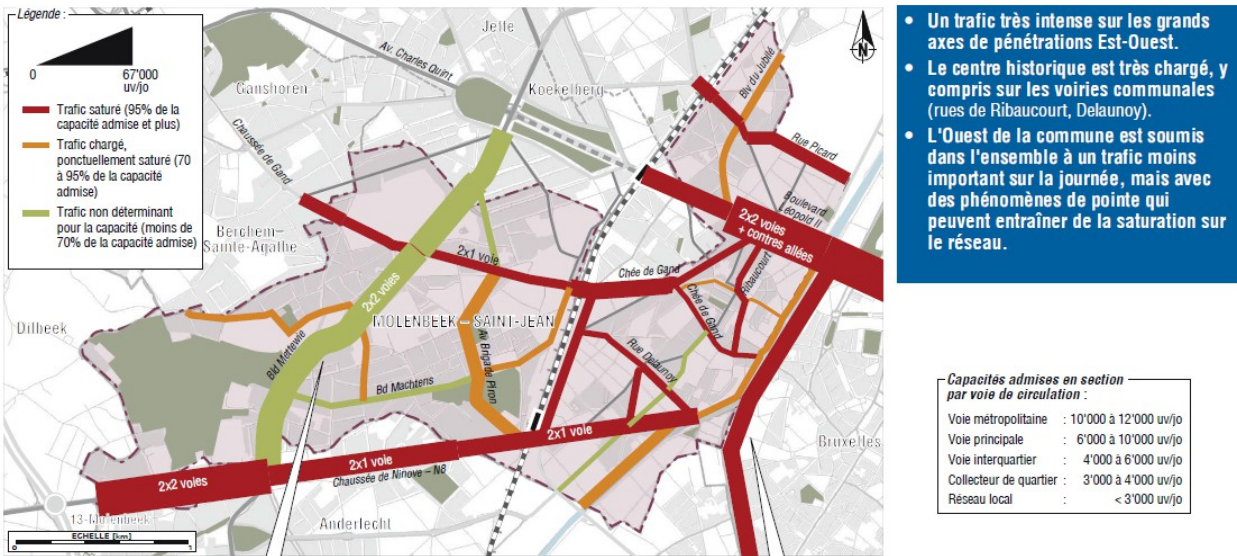 Légende :
0
67'000
uv/jo
Trafic saturé (95% de la
capacité admise et plus)
Trafic chargé,
ponctuellement saturé (70
à 95% de la capacité
admise)
Trafic non déterminant
pour la capacité (moins de
70% de la capacité admise)
Jette
Av. Charles Quint
Ganshoren
Koekelberg
Chaussée de Gand
Berchem–
Sainte-Agathe
Blv du Jubilé
N
Rue Picard
Boulevard
Léopold II
2x2 voies
+ contres allées
2x1 voie
Chée de Gand
Ribaucourt
Chée de Gand
2x2 voies
Dilbeek
MOLENBEEK – SAINT-JEAN
Bld Mettewie
Av Brigade Piron
Rue Delaunoy
Bd Machtens
Bruxelles
2x1 voie
2x1 voie
2x2 voies
Chaussée de Ninove – N8
13-Molenbeek
Anderlecht
ECHELLE [km]
0
1
• Un trafic très intense sur les grands
axes de pénétrations Est-Ouest.
• Le centre historique est très chargé, y
compris sur les voiries communales
(rues de Ribaucourt, Delaunoy).
• L'Ouest de la commune est soumis
dans l'ensemble à un trafic moins
important sur la journée, mais avec
des phénomènes de pointe qui
peuvent entraîner de la saturation sur
le réseau.
Capacités admises en section
par voie de circulation :
Voie métropolitaine : 10'000 à 12'000 uv/jo
Voie principale : 6'000 à 10'000 uv/jo
Voie interquartier : 4'000 à 6'000 uv/jo
Collecteur de quartier : 3'000 à 4'000 uv/jo
Réseau local : < 3'000 uv/jo